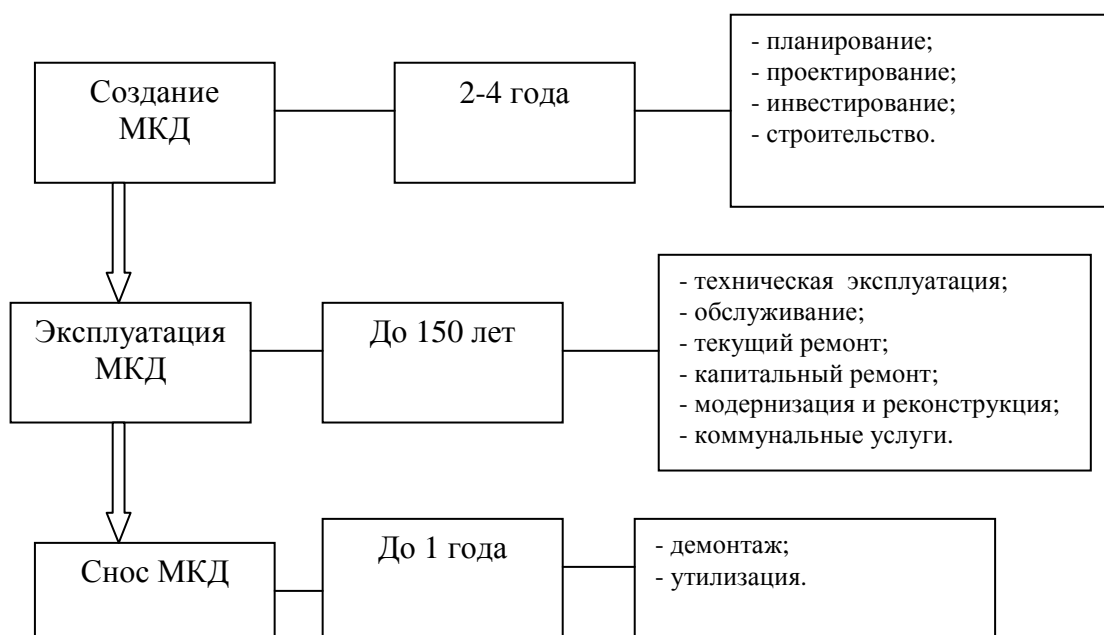 Создание
МКД
2-4 года
- планирование;
- проектирование;
- инвестирование;
- строительство.
Эксплуатация
МКД
До 150 лет
- техническая эксплуатация;
- обслуживание;
- текущий ремонт;
- капитальный ремонт;
- модернизация и реконструкция;
- коммунальные услуги.
Снос МКД
До 1 года
- демонтаж;
- утилизация.